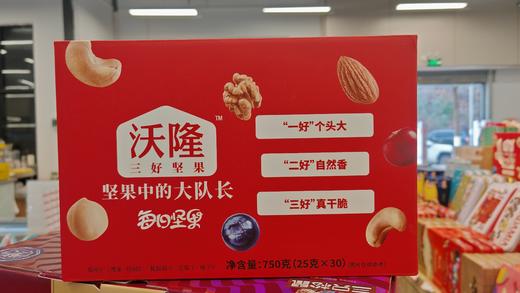 沃隆
TM
三好坚果
坚果中的大队长
每日坚果
“一好”个头大
“二好”自然香
“三好”真干脆
净含量:750克(25克×30)